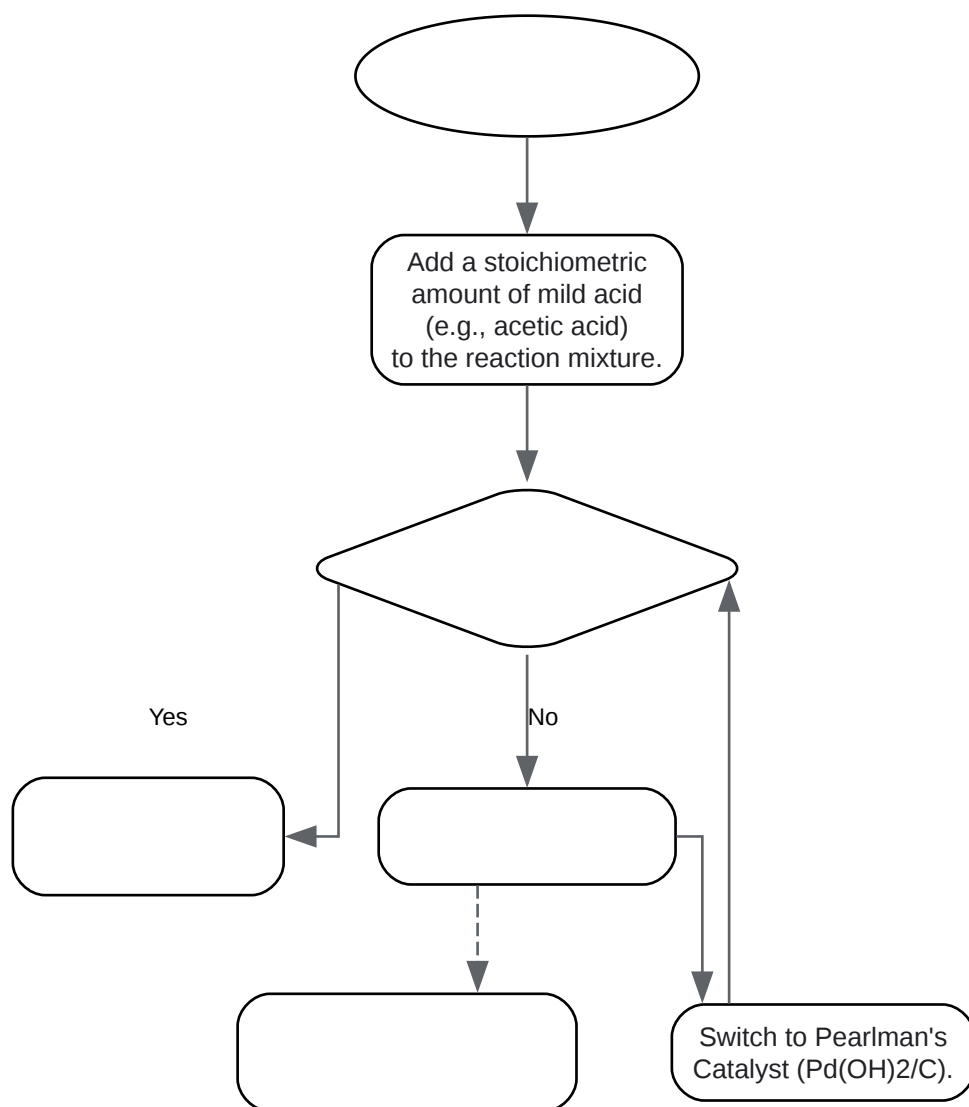 Add a stoichiometric
amount of mild acid
(e.g., acetic acid)
to the reaction mixture.
Yes
No
Switch to Pearlman's
Catalyst (Pd(OH)2/C).